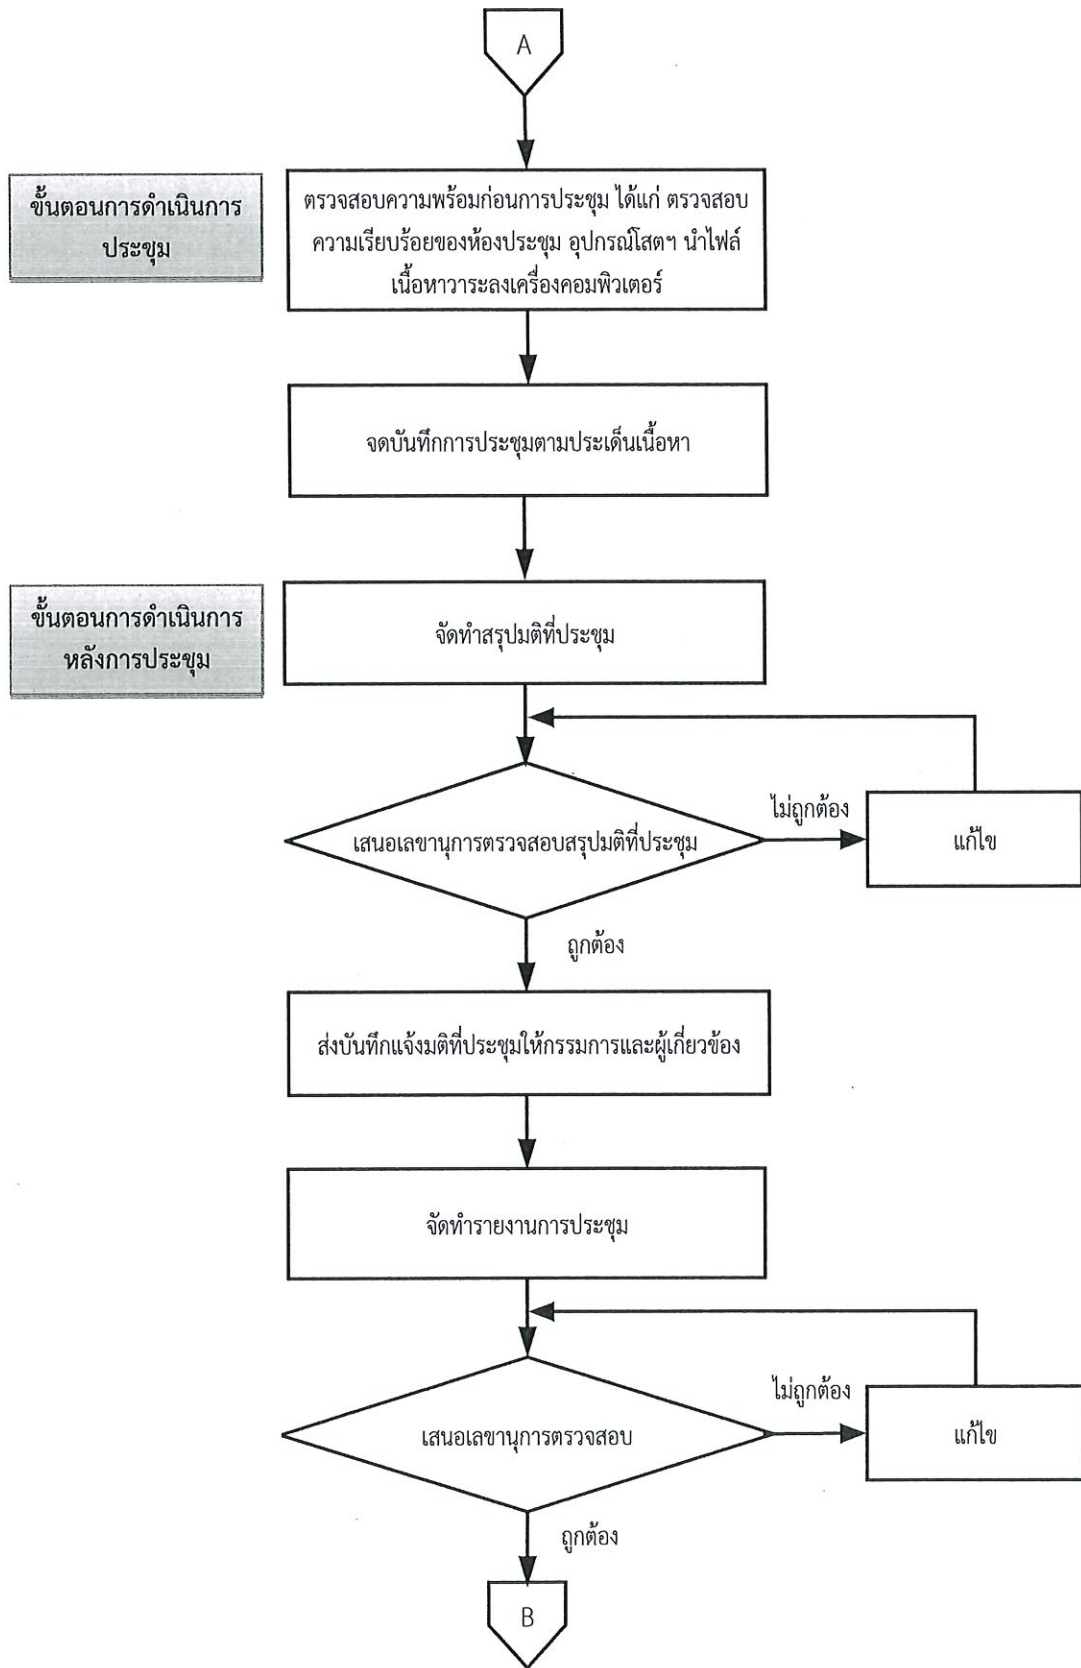 A
ขั้นตอนการดำเนินการ
ประชุม
ตรวจสอบความพร้อมก่อนการประชุม ได้แก่ ตรวจสอบ
ความเรียบร้อยของห้องประชุม อุปกรณ์โสตฯ นำไฟล์
เนื้อหาวาระลงเครื่องคอมพิวเตอร์
จดบันทึกการประชุมตามประเด็นเนื้อหา
ขั้นตอนการดำเนินการ
หลังการประชุม
จัดทำสรุปมติที่ประชุม
เสนอเลขานุการตรวจสอบสรุปมติที่ประชุม
ไม่ถูกต้อง
แก้ไข
ถูกต้อง
ส่งบันทึกแจ้งมติที่ประชุมให้กรรมการและผู้เกี่ยวข้อง
จัดทำรายงานการประชุม
เสนอเลขานุการตรวจสอบ
ไม่ถูกต้อง
แก้ไข
ถูกต้อง
B